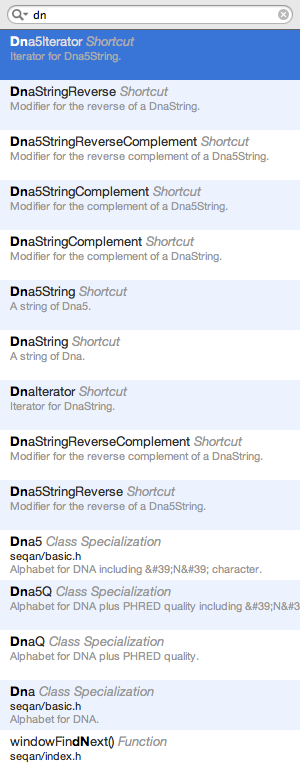 dn
Dna5Iterator Shortcut
Iterator for Dna5String.
DnaStringReverse Shortcut
Modifier for the reverse of a DnaString.
Dna5StringReverseComplement Shortcut
Modifier for the reverse complement of a Dna5String.
Dna5StringComplement Shortcut
Modifier for the complement of a Dna5String.
DnaStringComplement Shortcut
Modifier for the complement of a DnaString.
Dna5String Shortcut
A string of Dna5.
DnaString Shortcut
A string of Dna.
DnaIterator Shortcut
Iterator for DnaString.
DnaStringReverseComplement Shortcut
Modifier for the reverse complement of a DnaString.
Dna5StringReverse Shortcut
Modifier for the reverse of a Dna5String.
Dna5 Class Specialization
seqan/basic.h
Alphabet for DNA including &#39;N&#39; character.
Dna5Q Class Specialization
Alphabet for DNA plus PHRED quality including &#39;N&#3
DnaQ Class Specialization
Alphabet for DNA plus PHRED quality.
Dna Class Specialization
seqan/basic.h
Alphabet for DNA.
windowFindNext() Function
seqan/index.h